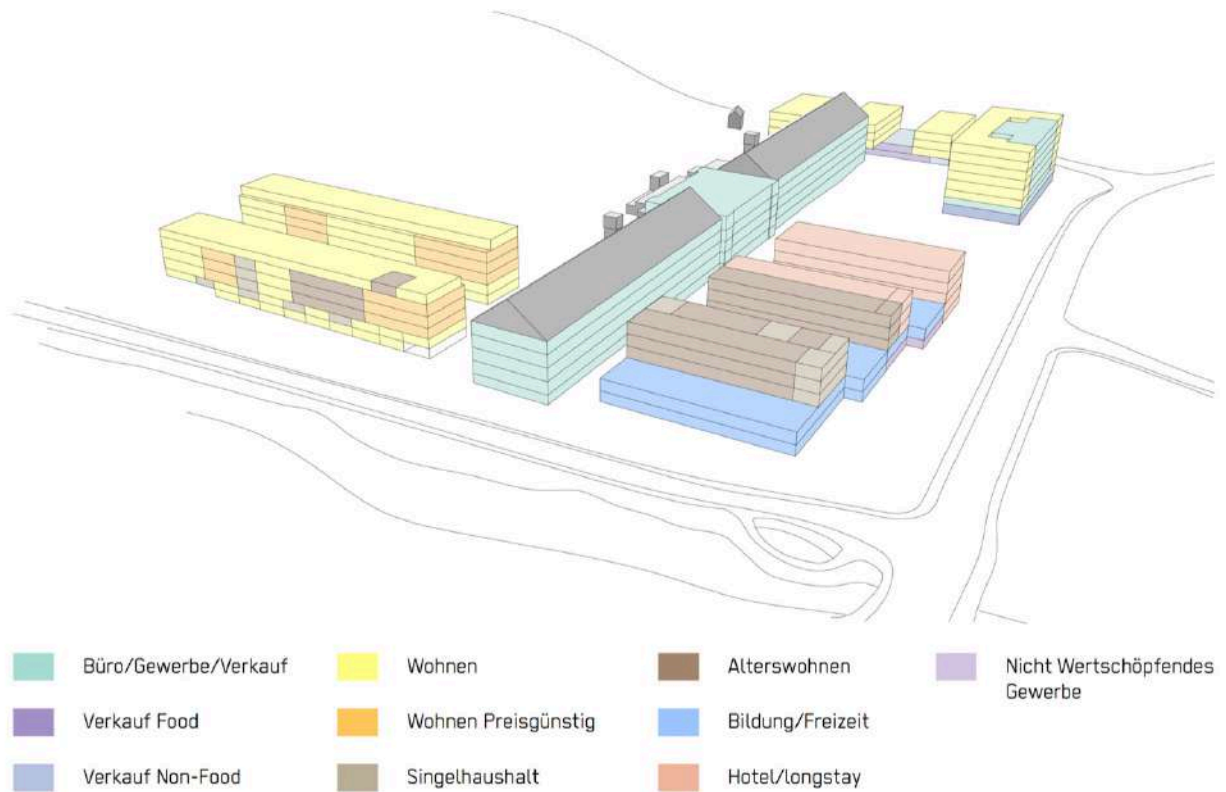 Büro/Gewerbe/Verkauf
Verkauf Food
Verkauf Non-Food
Wohnen
Wohnen Preisgünstig
Singelhaushalt
Alterswohnen
Bildung/Freizeit
Hotel/longstay
Nicht Wertschöpfendes
Gewerbe